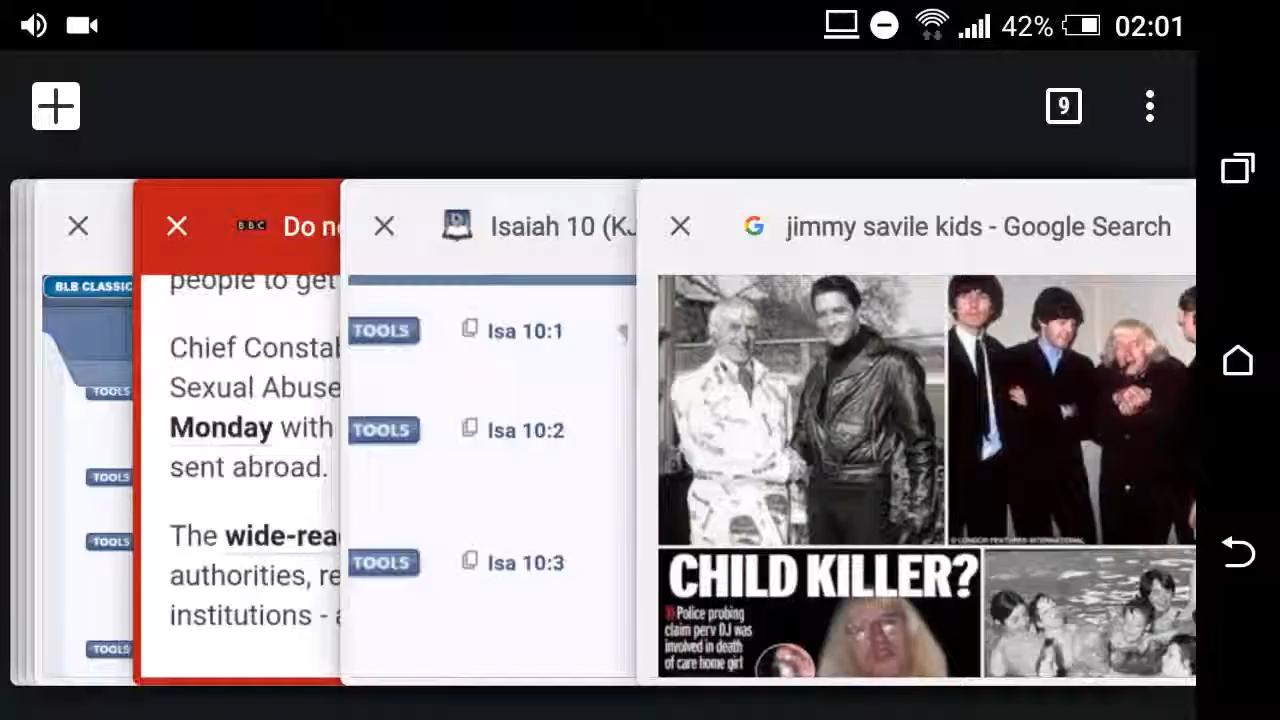 42% 02:01
9
BBC Do n
Isaiah 10 (KJ
jimmy savile kids - Google Search
BLB CLASSIC
TOOLS
TOOLS
TOOLS
TOOLS
people to get
Chief Constab
Sexual Abuse
Monday with
sent abroad.
The wide-rea
authorities, re
institutions - a
TOOLS Isa 10:1
TOOLS Isa 10:2
TOOLS Isa 10:3
© LONDON FEATURES INTERNATIONAL
CHILD KILLER?
Police probing
claim perv DJ was
involved in death
of care home girl